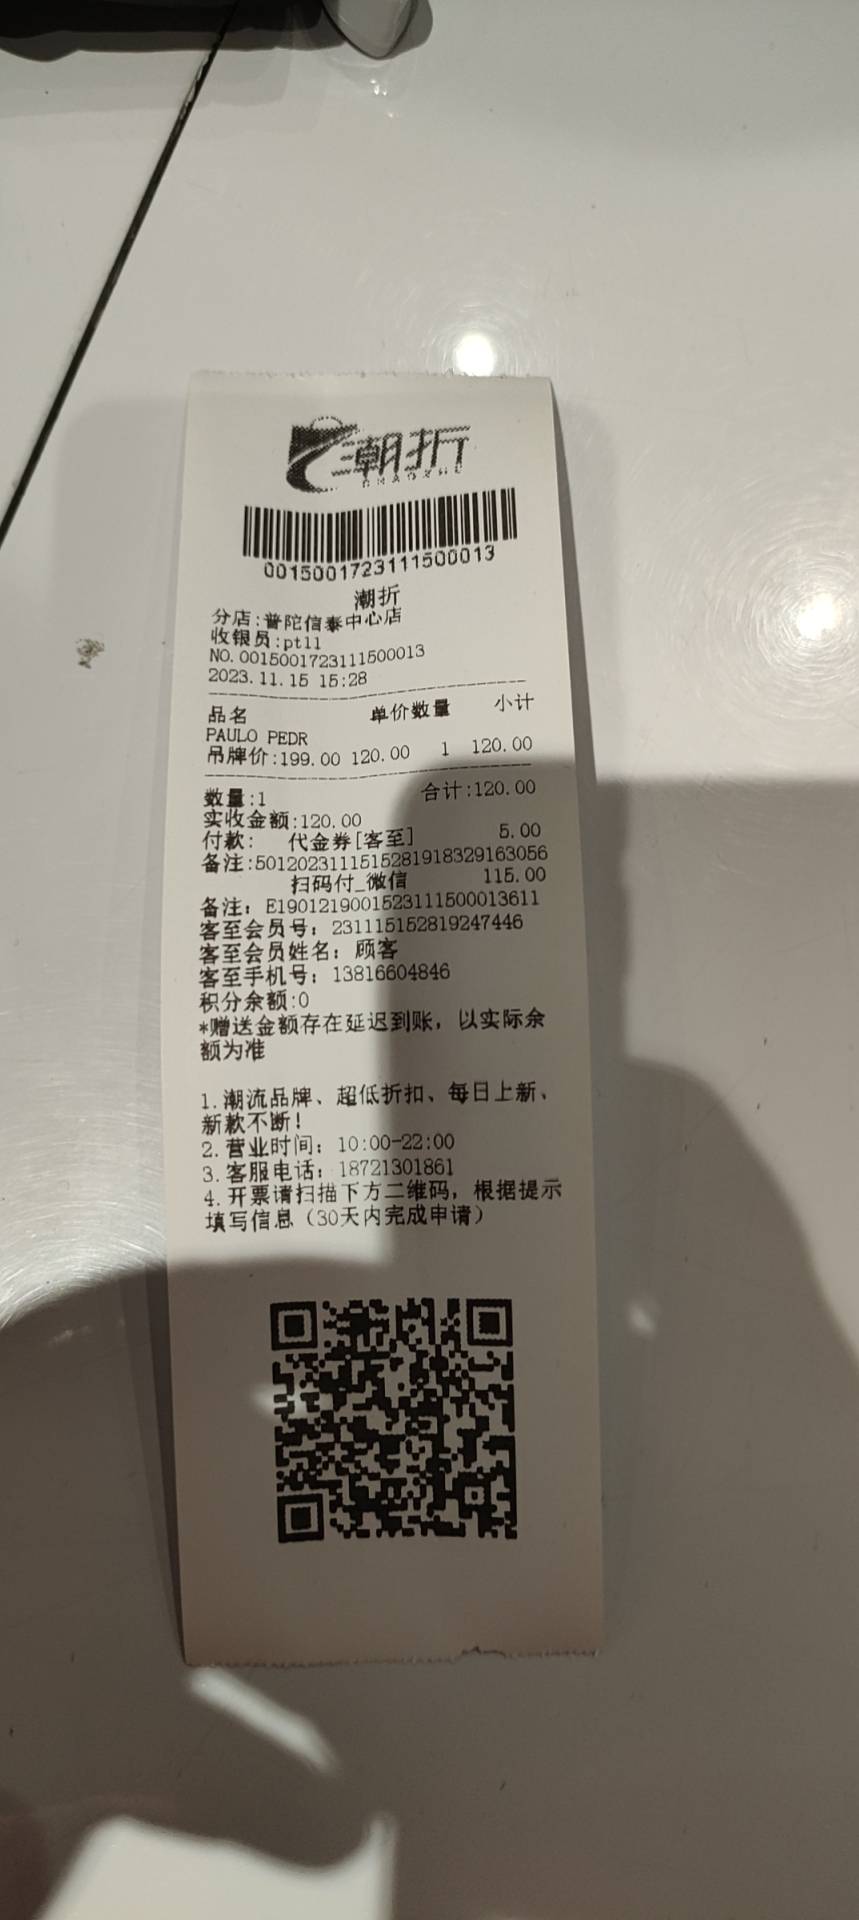 潮折
CHAOZHE
0015001723111500013
潮折
分店:普陀信泰中心店
收银员:pt11
NO.0015001723111500013
2023.11.15 15:28
品名 单价数量 小计
PAULO PEDR
吊牌价:199.00 120.00 1 120.00
数量:1 合计:120.00
实收金额:120.00
付款: 代金券[客至] 5.00
备注:5012023111515281918329163056
扫码付_微信 115.00
备注: E1901219001523111500013611
客至会员号: 231115152819247446
客至会员姓名: 顾客
客至手机号: 13816604846
积分余额:0
*赠送金额存在延迟到账，以实际余
额为准
1.潮流品牌、超低折扣、每日上新、
新款不断!
2.营业时间: 10:00-22:00
3.客服电话: 18721301861
4.开票请扫描下方二维码，根据提示
填写信息（30天内完成申请）